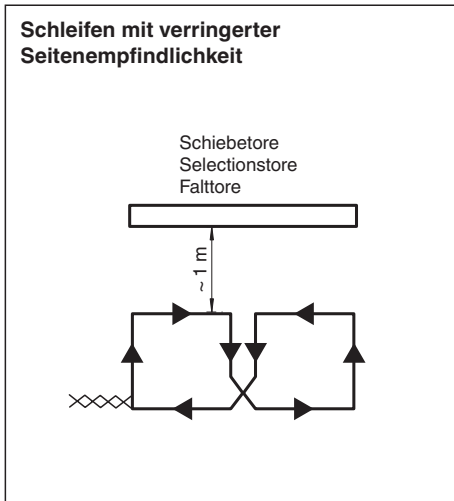 Schleifen mit verringerter
Seitenempfindlichkeit
Schiebetore
Selectionstore
Falttore
~ 1 m